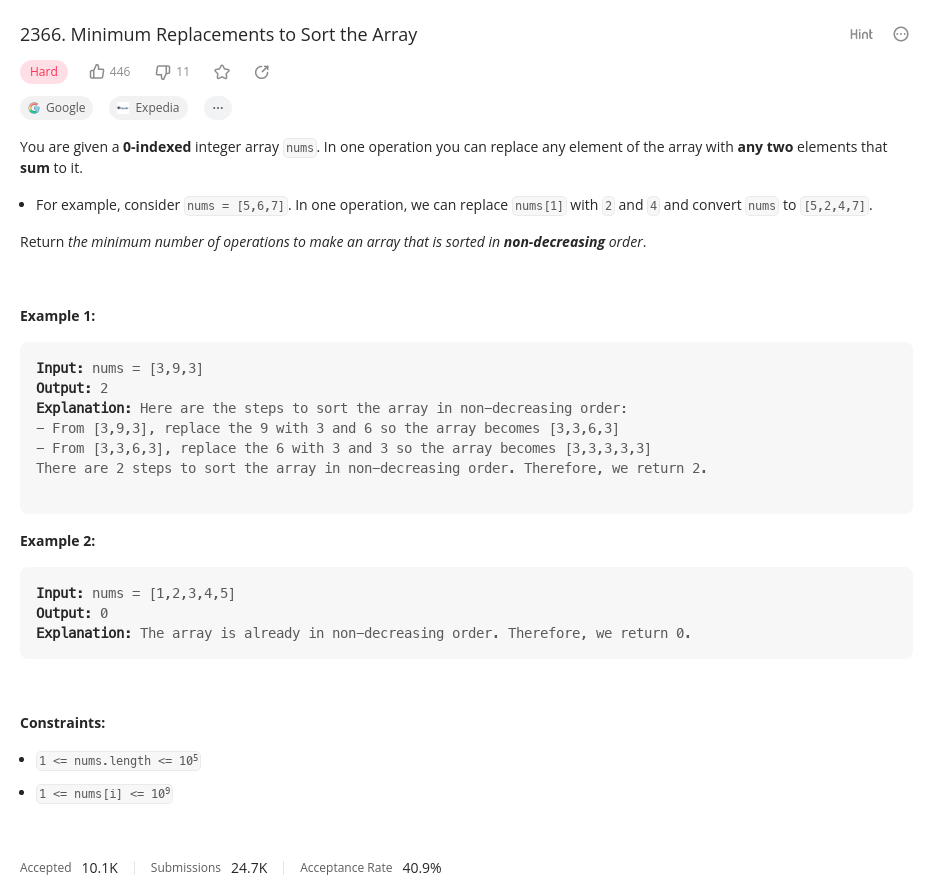 2366. Minimum Replacements to Sort the Array
Hint
Hard
446
11
Google
Expedia
You are given a 0-indexed integer array nums. In one operation you can replace any element of the array with any two elements that
sum to it.
• For example, consider nums = [5,6,7]. In one operation, we can replace nums[1] with 2 and 4 and convert nums to [5,2,4,7].
Return the minimum number of operations to make an array that is sorted in non-decreasing order.
Example 1:
Input: nums = [3,9,3]
Output: 2
Explanation: Here are the steps to sort the array in non-decreasing order:
- From [3,9,3], replace the 9 with 3 and 6 so the array becomes [3,3,6,3]
- From [3,3,6,3], replace the 6 with 3 and 3 so the array becomes [3,3,3,3,3]
There are 2 steps to sort the array in non-decreasing order. Therefore, we return 2.
Example 2:
Input: nums = [1,2,3,4,5]
Output: 0
Explanation: The array is already in non-decreasing order. Therefore, we return 0.
Constraints:
• 1 <= nums.length <= 10⁵
• 1 <= nums[i] <= 10⁹
Accepted 10.1K Submissions 24.7K Acceptance Rate 40.9%